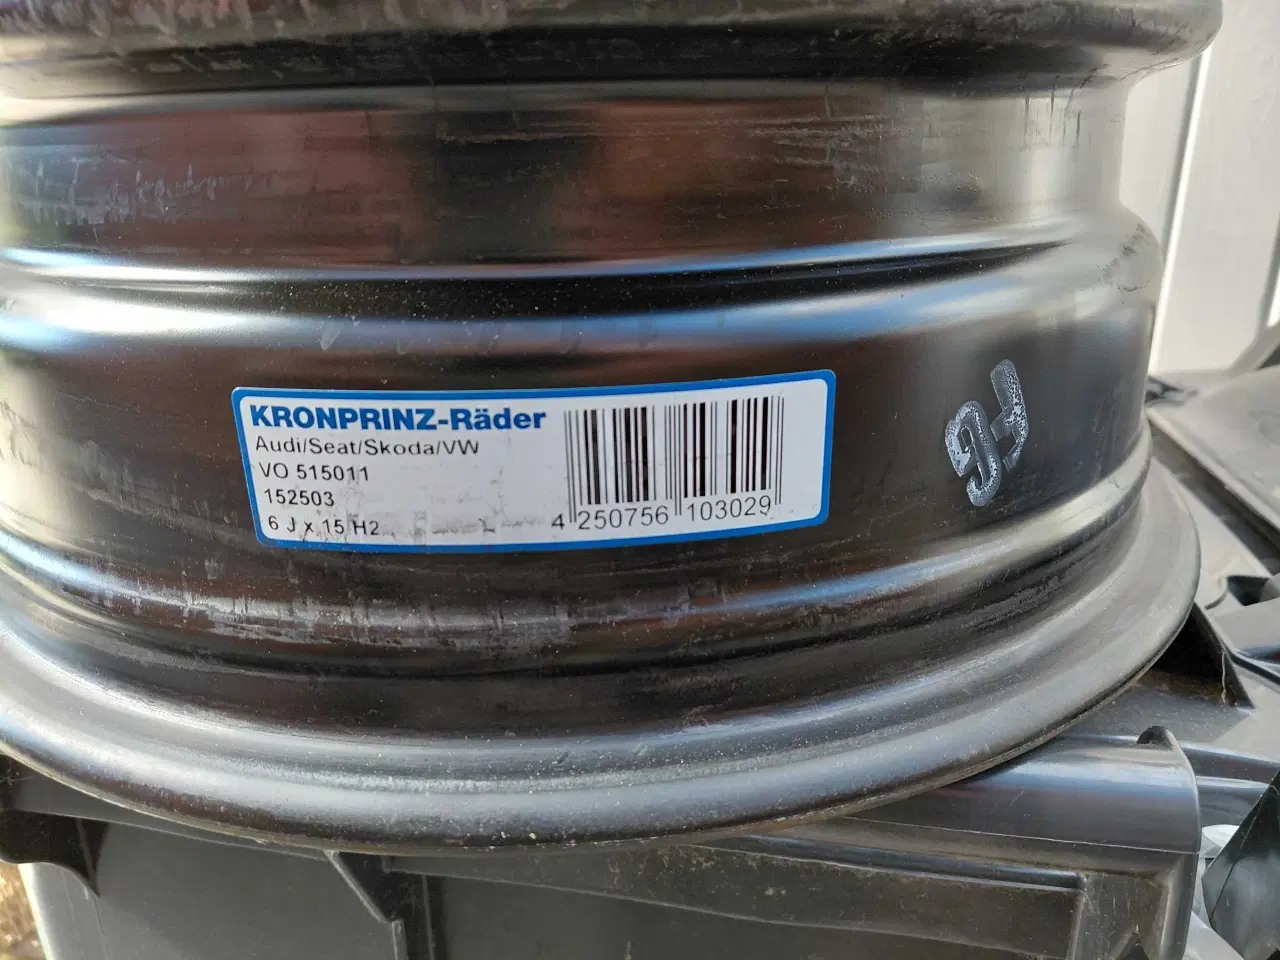 KRONPRINZ-Räder
Audi/Seat/Skoda/VW
VO 515011
152503
6 J x 15 H2
4 250756 103029